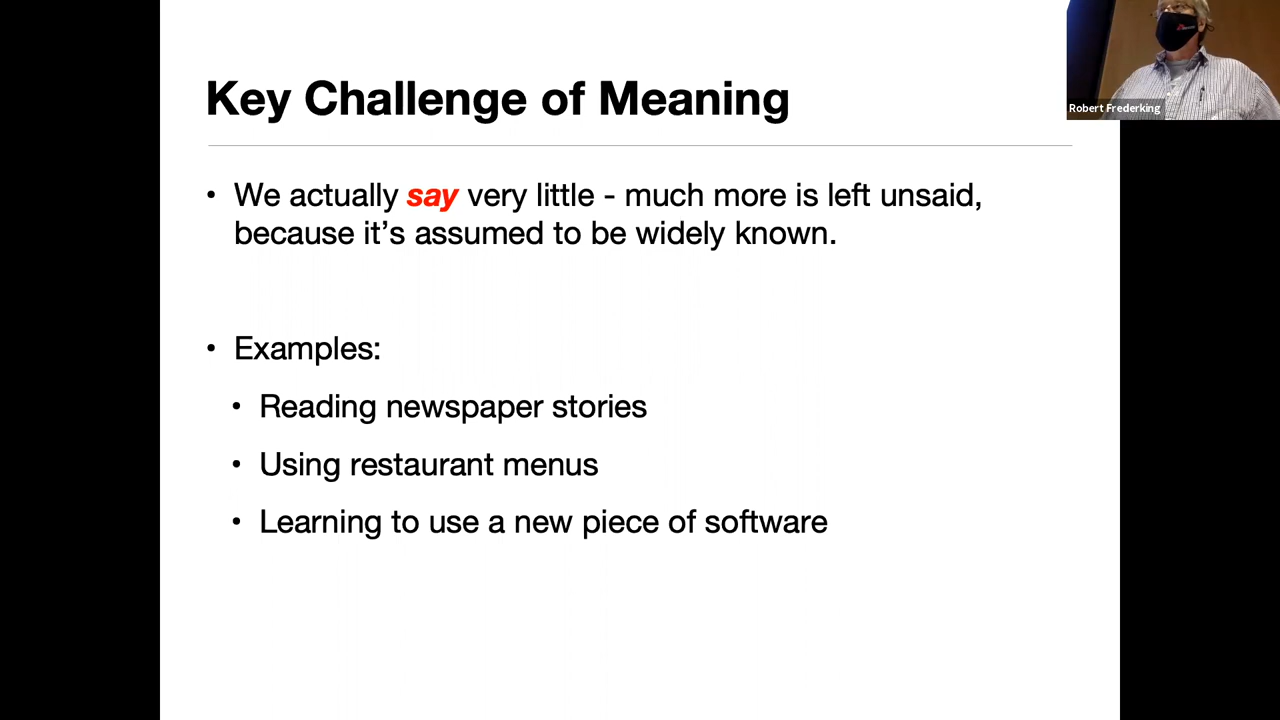 Key Challenge of Meaning
• We actually say very little - much more is left unsaid,
because it’s assumed to be widely known.
• Examples:
• Reading newspaper stories
• Using restaurant menus
• Learning to use a new piece of software
Robert Frederking